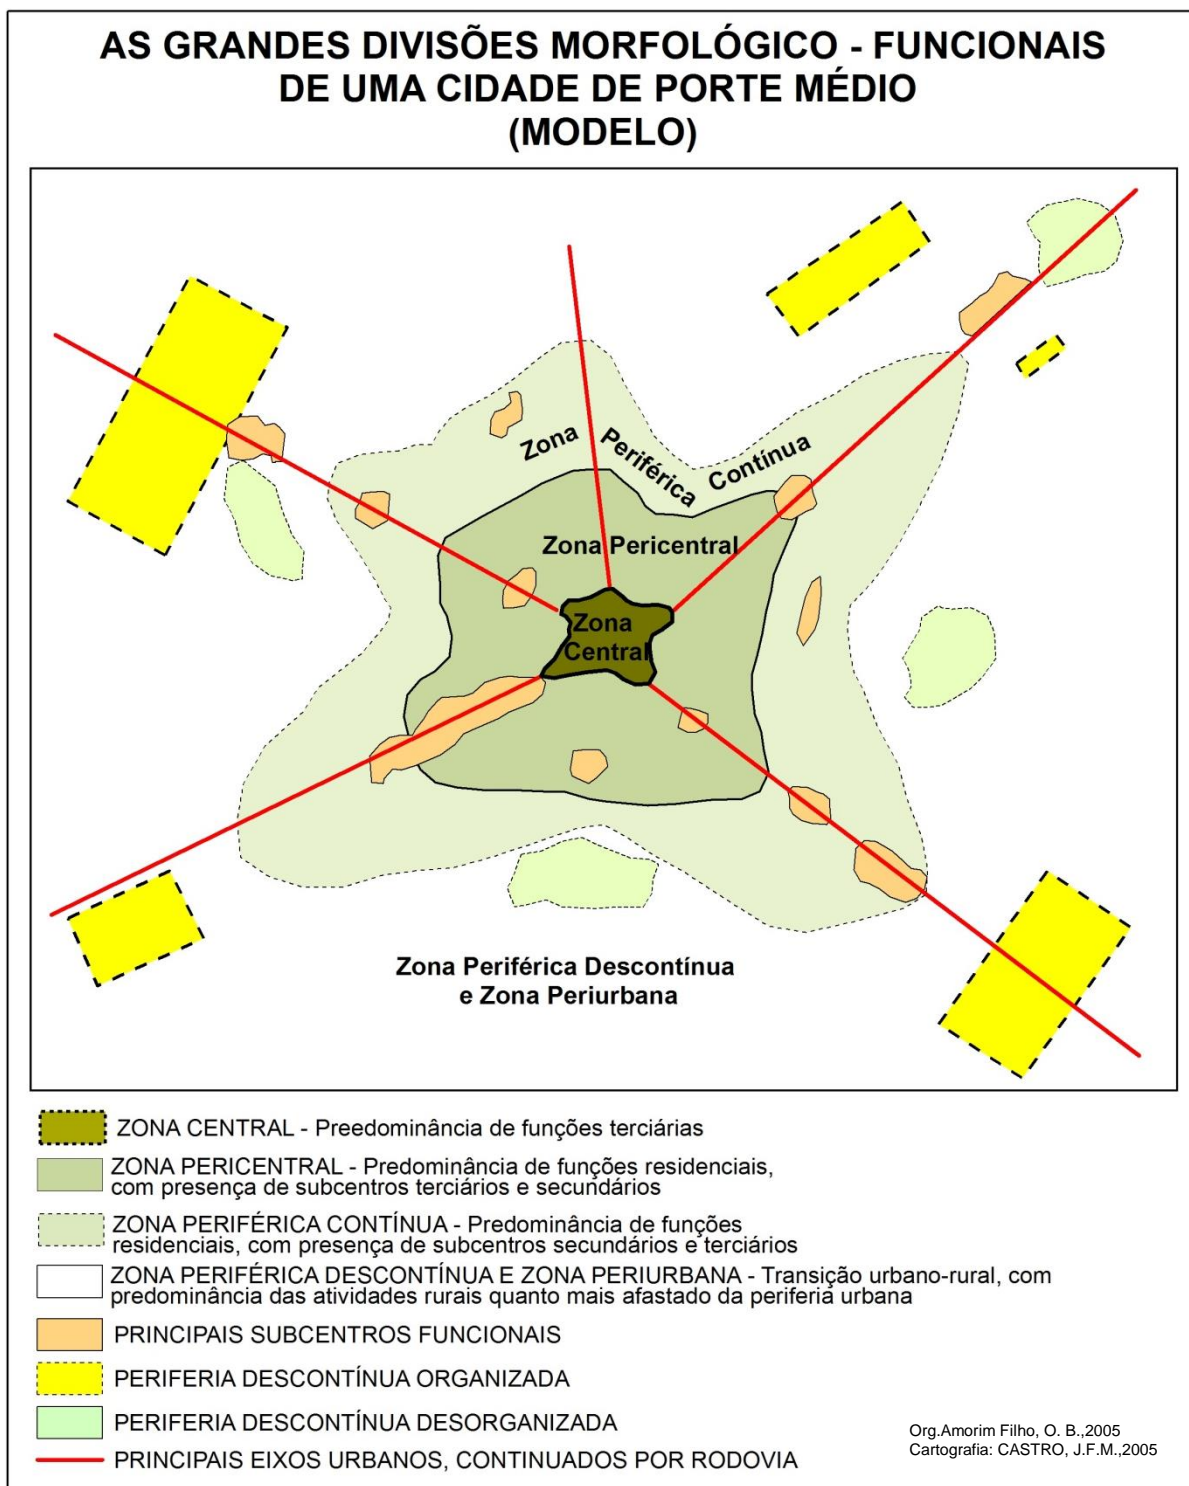 AS GRANDES DIVISÕES MORFOLÓGICO - FUNCIONAIS
DE UMA CIDADE DE PORTE MÉDIO
(MODELO)
Zona Periférica Contínua
Zona Pericentral
Zona
Central
Zona Periférica Descontínua
e Zona Periurbana
ZONA CENTRAL - Preedominância de funções terciárias
ZONA PERICENTRAL - Predominância de funções residenciais,
com presença de subcentros terciários e secundários
ZONA PERIFÉRICA CONTÍNUA - Predominância de funções
residenciais, com presença de subcentros secundários e terciários
ZONA PERIFÉRICA DESCONTÍNUA E ZONA PERIURBANA - Transição urbano-rural, com
predominância das atividades rurais quanto mais afastado da periferia urbana
PRINCIPAIS SUBCENTROS FUNCIONAIS
PERIFERIA DESCONTÍNUA ORGANIZADA
PERIFERIA DESCONTÍNUA DESORGANIZADA
PRINCIPAIS EIXOS URBANOS, CONTINUADOS POR RODOVIA
Org.Amorim Filho, O. B.,2005
Cartografia: CASTRO, J.F.M.,2005